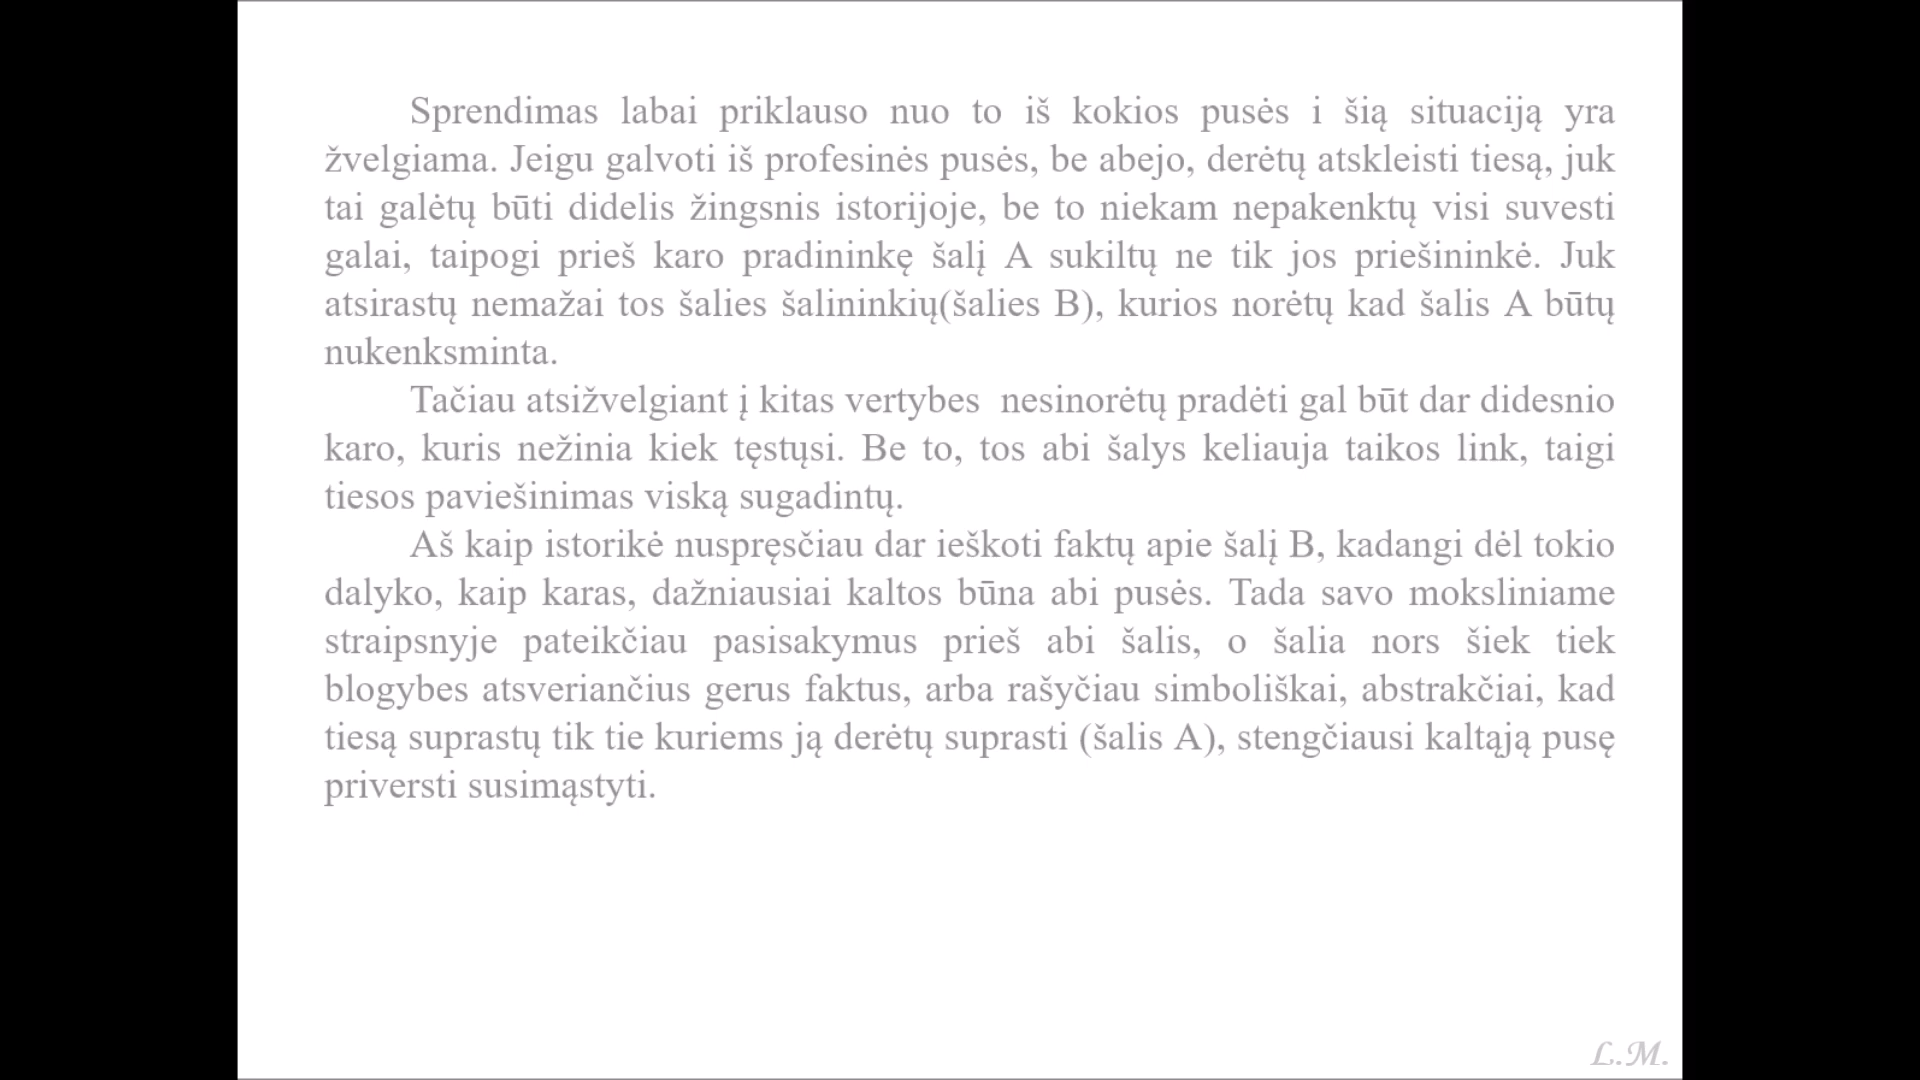 Sprendimas labai priklauso nuo to iš kokios pusės i šią situaciją yra
žvelgiama. Jeigu galvoti iš profesinės pusės, be abejo, derėtų atskleisti tiesą, juk
tai galėtų būti didelis žingsnis istorijoje, be to niekam nepakenktų visi suvesti
galai, taipogi prieš karo pradininkę šalį A sukiltų ne tik jos priešininkė. Juk
atsirastų nemažai tos šalies šalininkių(šalies B), kurios norėtų kad šalis A būtų
nukenksminta.
Tačiau atsižvelgiant į kitas vertybes  nesinorėtų pradėti gal būt dar didesnio
karo, kuris nežinia kiek tęstųsi. Be to, tos abi šalys keliauja taikos link, taigi
tiesos paviešinimas viską sugadintų.
Aš kaip istorikė nuspręsčiau dar ieškoti faktų apie šalį B, kadangi dėl tokio
dalyko, kaip karas, dažniausiai kaltos būna abi pusės. Tada savo moksliniame
straipsnyje pateikčiau pasisakymus prieš abi šalis, o šalia nors šiek tiek
blogybes atsveriančius gerus faktus, arba rašyčiau simboliškai, abstrakčiai, kad
tiesą suprastų tik tie kuriems ją derėtų suprasti (šalis A), stengčiausi kaltąją pusę
priversti susimąstyti.
L.M.